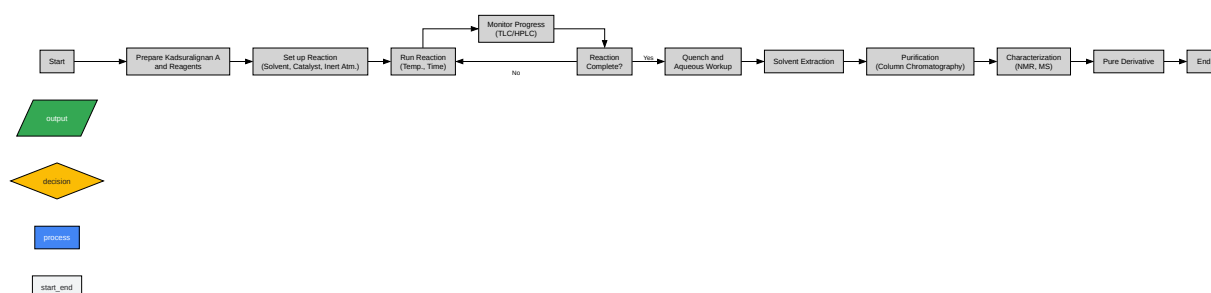 Start
Prepare Kadsuralignan A
and Reagents
Set up Reaction
(Solvent, Catalyst, Inert Atm.)
Run Reaction
(Temp., Time)
Monitor Progress
(TLC/HPLC)
Reaction
Complete?
No
Yes
Quench and
Aqueous Workup
Solvent Extraction
Purification
(Column Chromatography)
Characterization
(NMR, MS)
Pure Derivative
End
output
decision
process
start_end